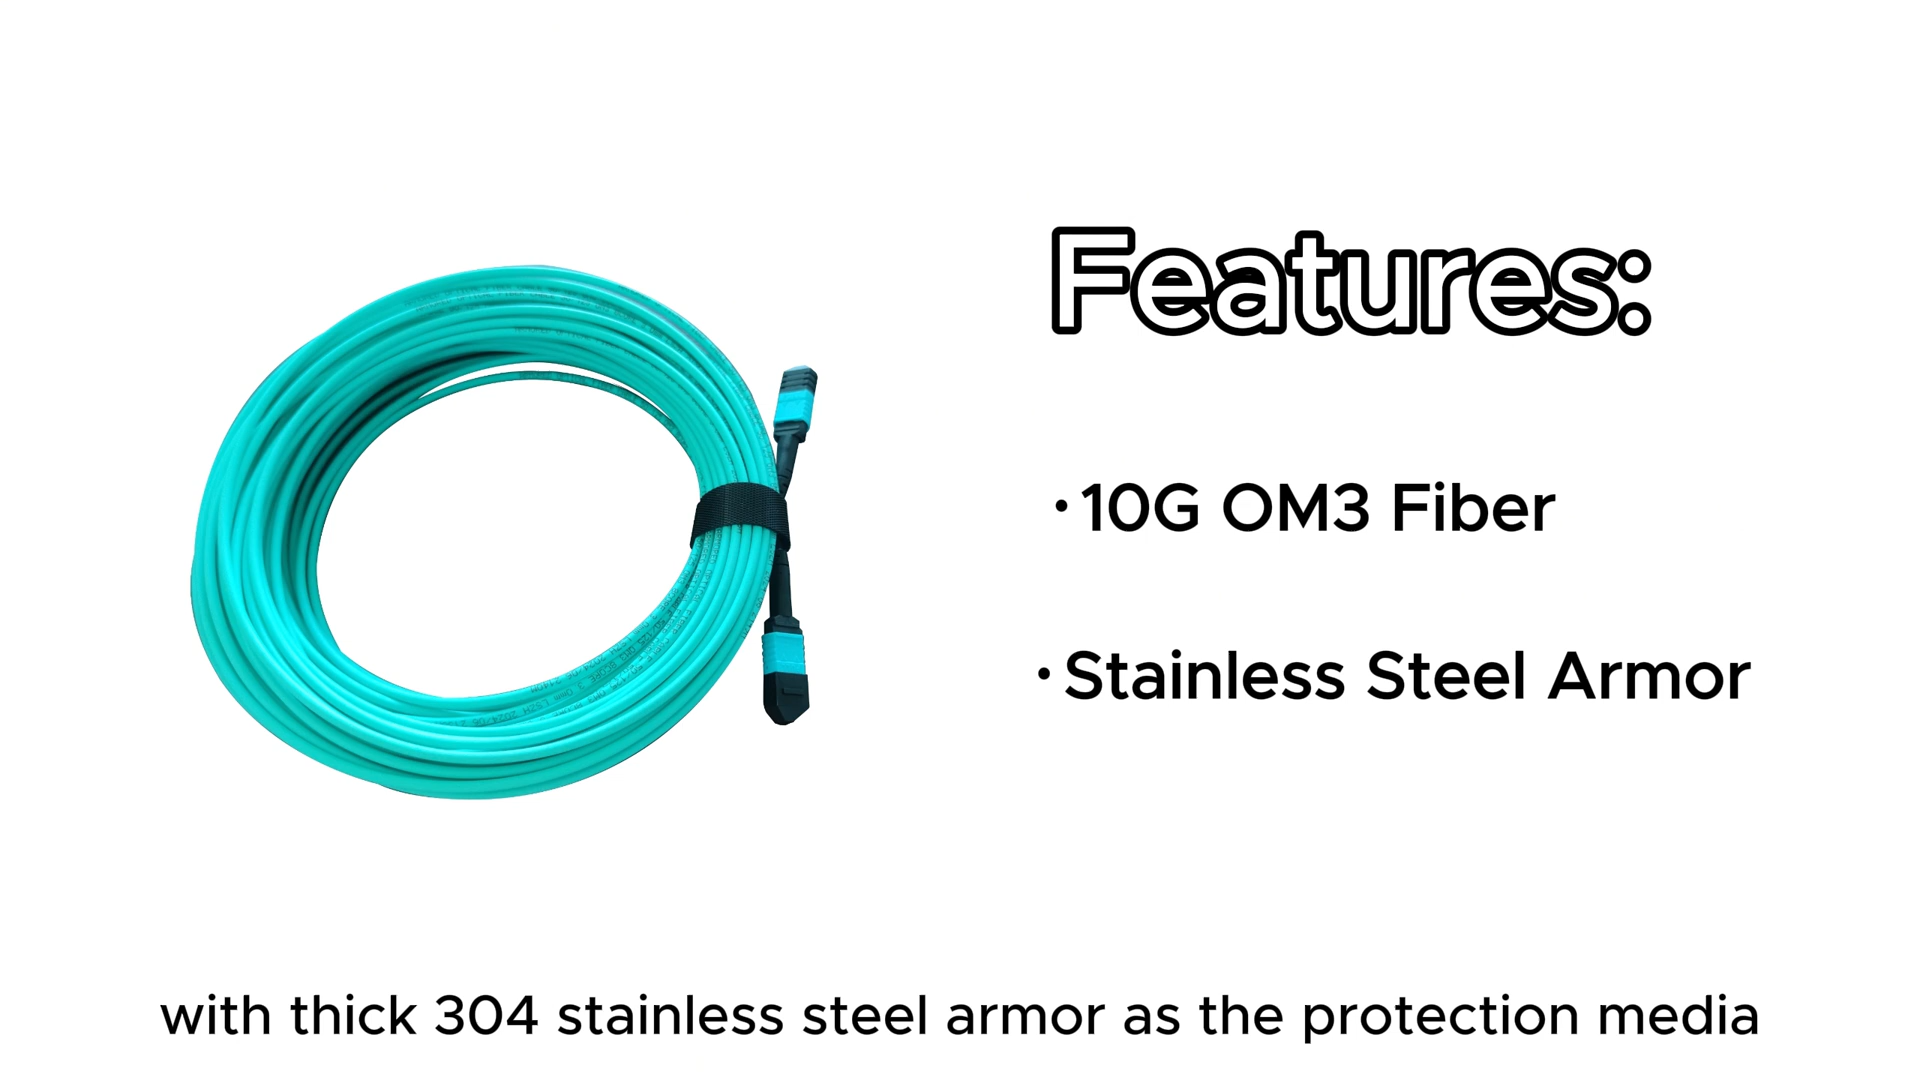 Features:
·10G OM3 Fiber
·Stainless Steel Armor
with thick 304 stainless steel armor as the protection media